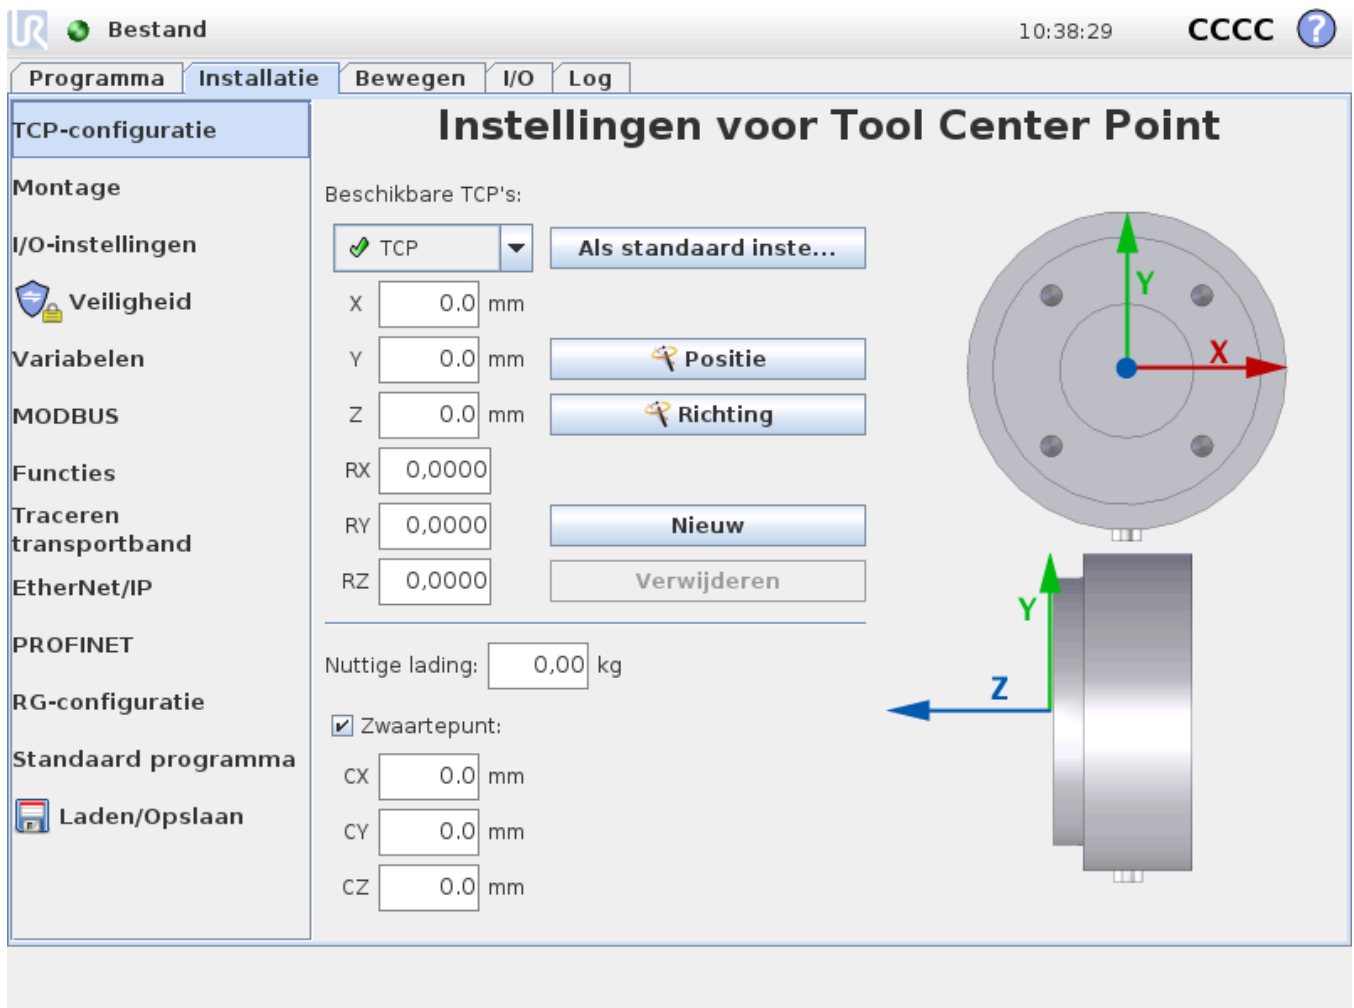 UR Bestand 10:38:29 CCCC ?
Programma Installatie Bewegen I/O Log
TCP-configuratie
Montage
I/O-instellingen
Veiligheid
Variabelen
MODBUS
Functies
Traceren
transportband
EtherNet/IP
PROFINET
RG-configuratie
Standaard programma
Laden/Opslaan
Instellingen voor Tool Center Point
Beschikbare TCP's:
TCP Als standaard inste...
X 0.0 mm
Y 0.0 mm Positie
Z 0.0 mm Richting
RX 0,0000
RY 0,0000 Nieuw
RZ 0,0000 Verwijderen
Nuttige lading: 0,00 kg
Zwaartepunt:
CX 0.0 mm
CY 0.0 mm
CZ 0.0 mm
Y
X
Y
Z